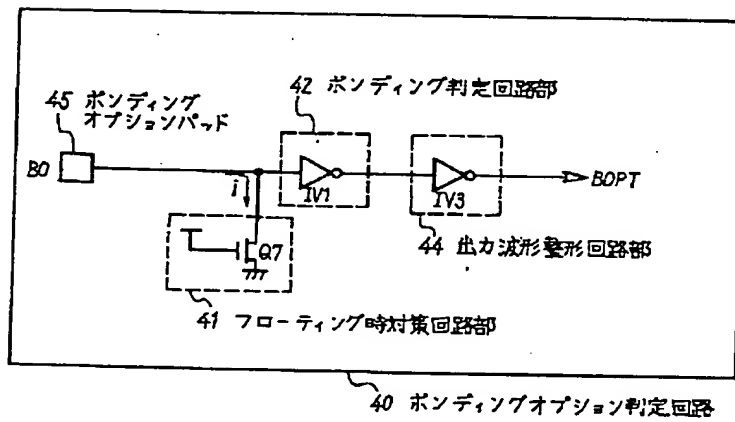 42 ボンディング判定回路部
45 ボンディング
オプションパッド
BO
i
IV1
IV3
BOPT
Q7
44 出力波形整形回路部
41 フローティング時対策回路部
40 ボンディングオプション判定回路